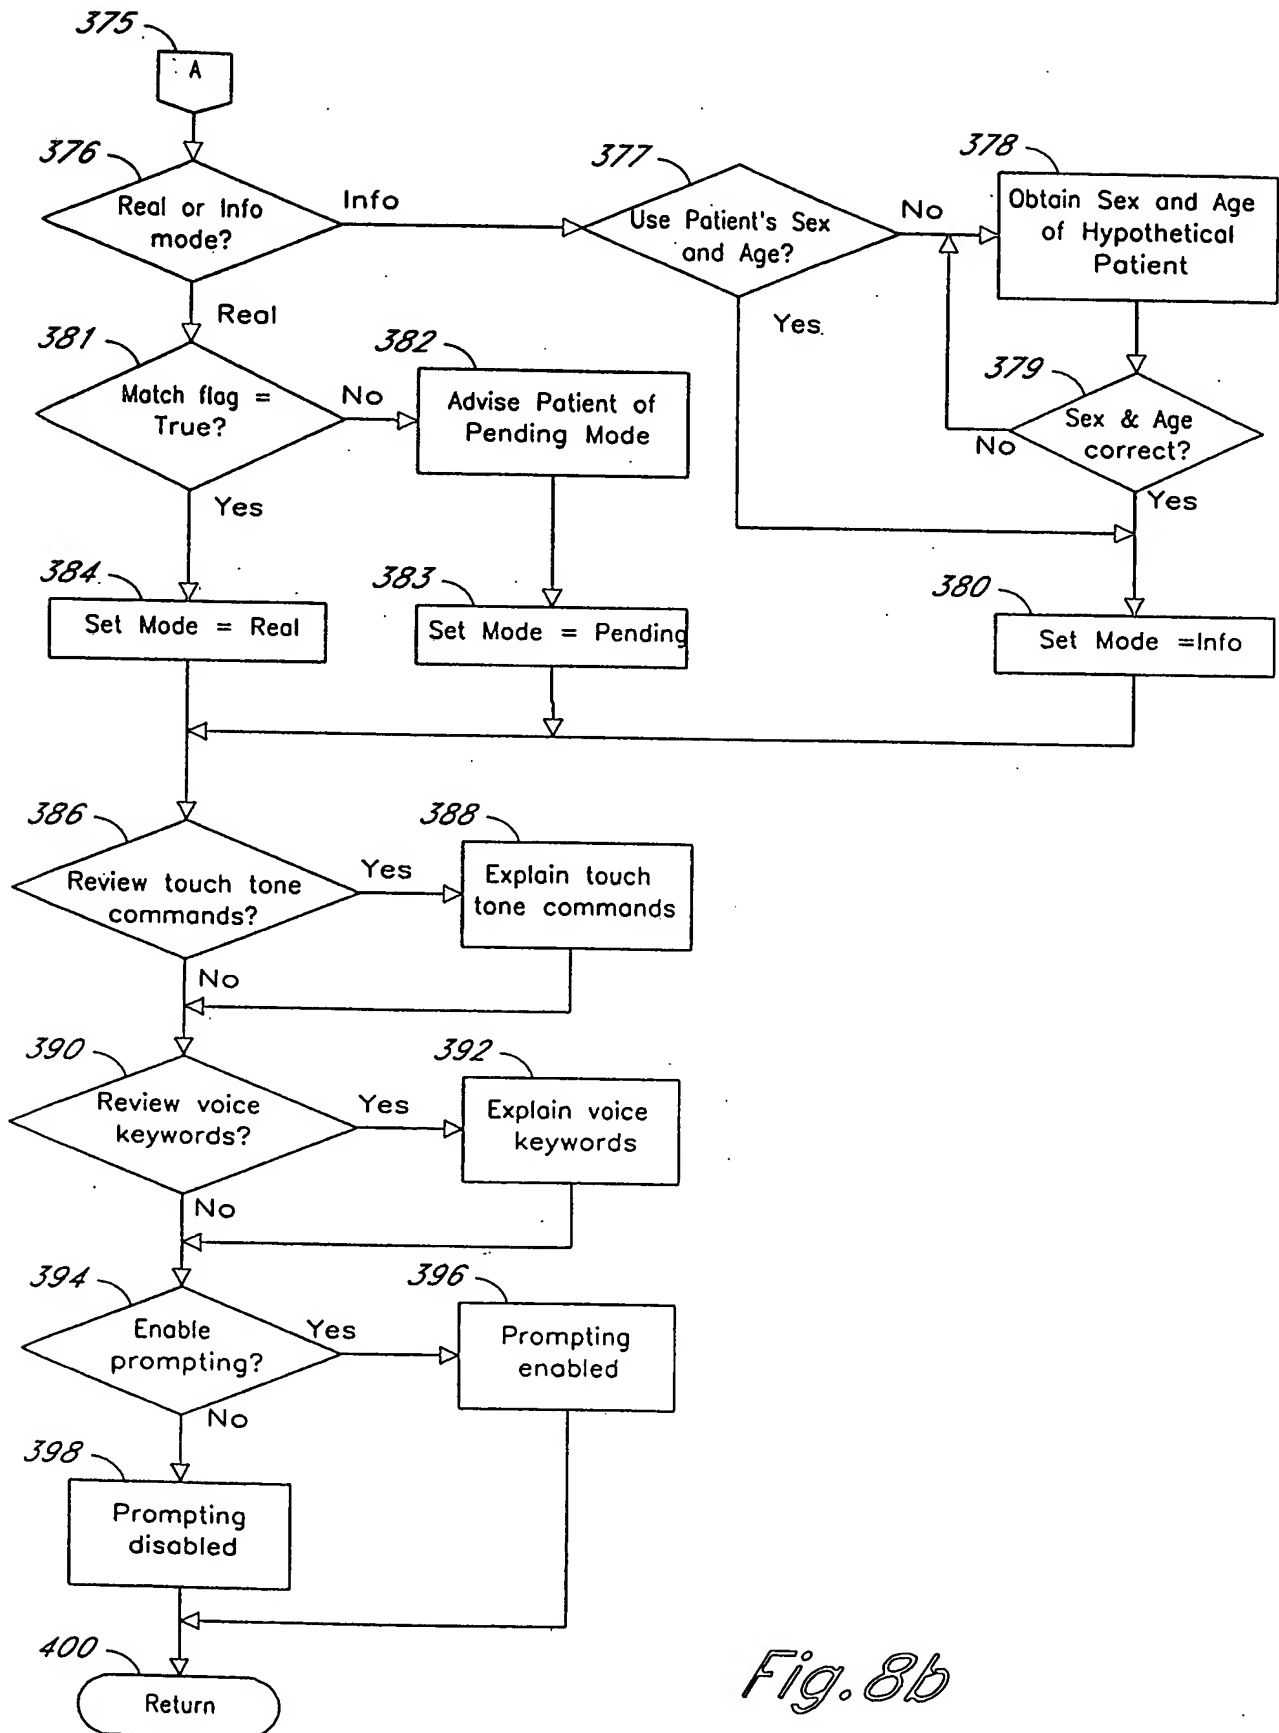 375
A
376
Real or Info
mode?
Info
377
Use Patient's Sex
and Age?
No
378
Obtain Sex and Age
of Hypothetical
Patient
Real
Yes.
381
Match flag =
True?
No
382
Advise Patient of
Pending Mode
379
Sex & Age
correct?
No
Yes
Yes
384
Set Mode = Real
383
Set Mode = Pending
380
Set Mode =Info
386
Review touch tone
commands?
Yes
388
Explain touch
tone commands
No
390
Review voice
keywords?
Yes
392
Explain voice
keywords
No
394
Enable
prompting?
Yes
396
Prompting
enabled
No
398
Prompting
disabled
400
Return
Fig. 8b